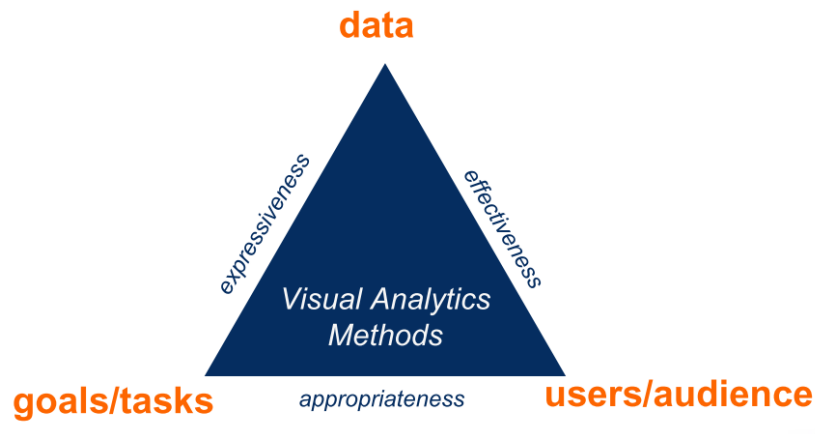 data
expressiveness
effectiveness
Visual Analytics
Methods
goals/tasks
appropriateness
users/audience